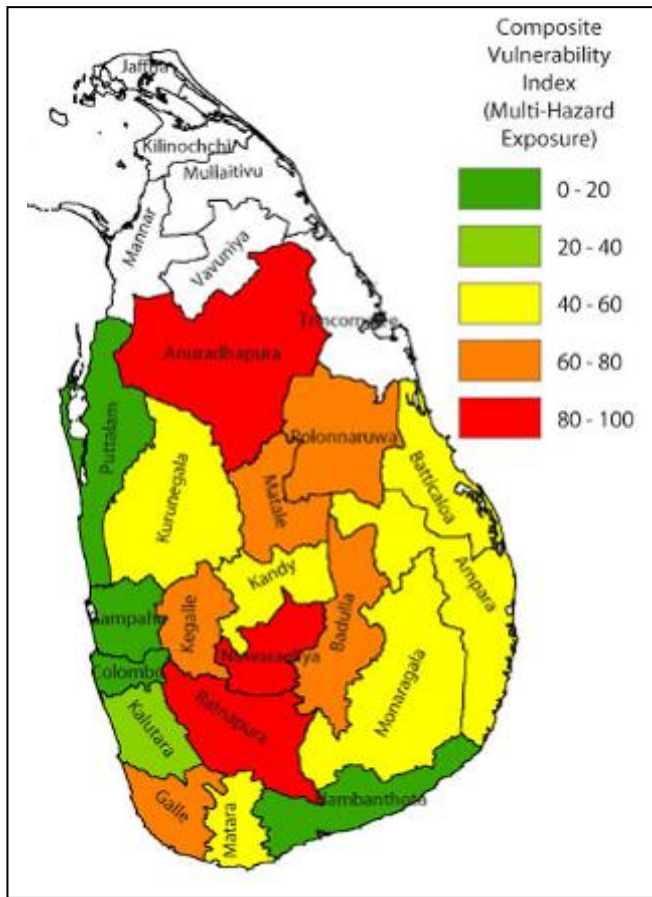 Composite
Vulnerability
Index
(Multi-Hazard
Exposure)
0 - 20
20 - 40
40 - 60
60 - 80
80 - 100
Jaffna
Kilinochchi
Mullaitivu
Mannar
Vavuniya
Trincomalee
Anuradhapura
Puttalam
Polonnaruwa
Kurunegala
Matale
Batticaloa
Kandy
Ampara
Gampaha
Kegalle
Badulla
Nuwaraeliya
Colombo
Monaragala
Ratnapura
Kalutara
Hambanthota
Galle
Matara